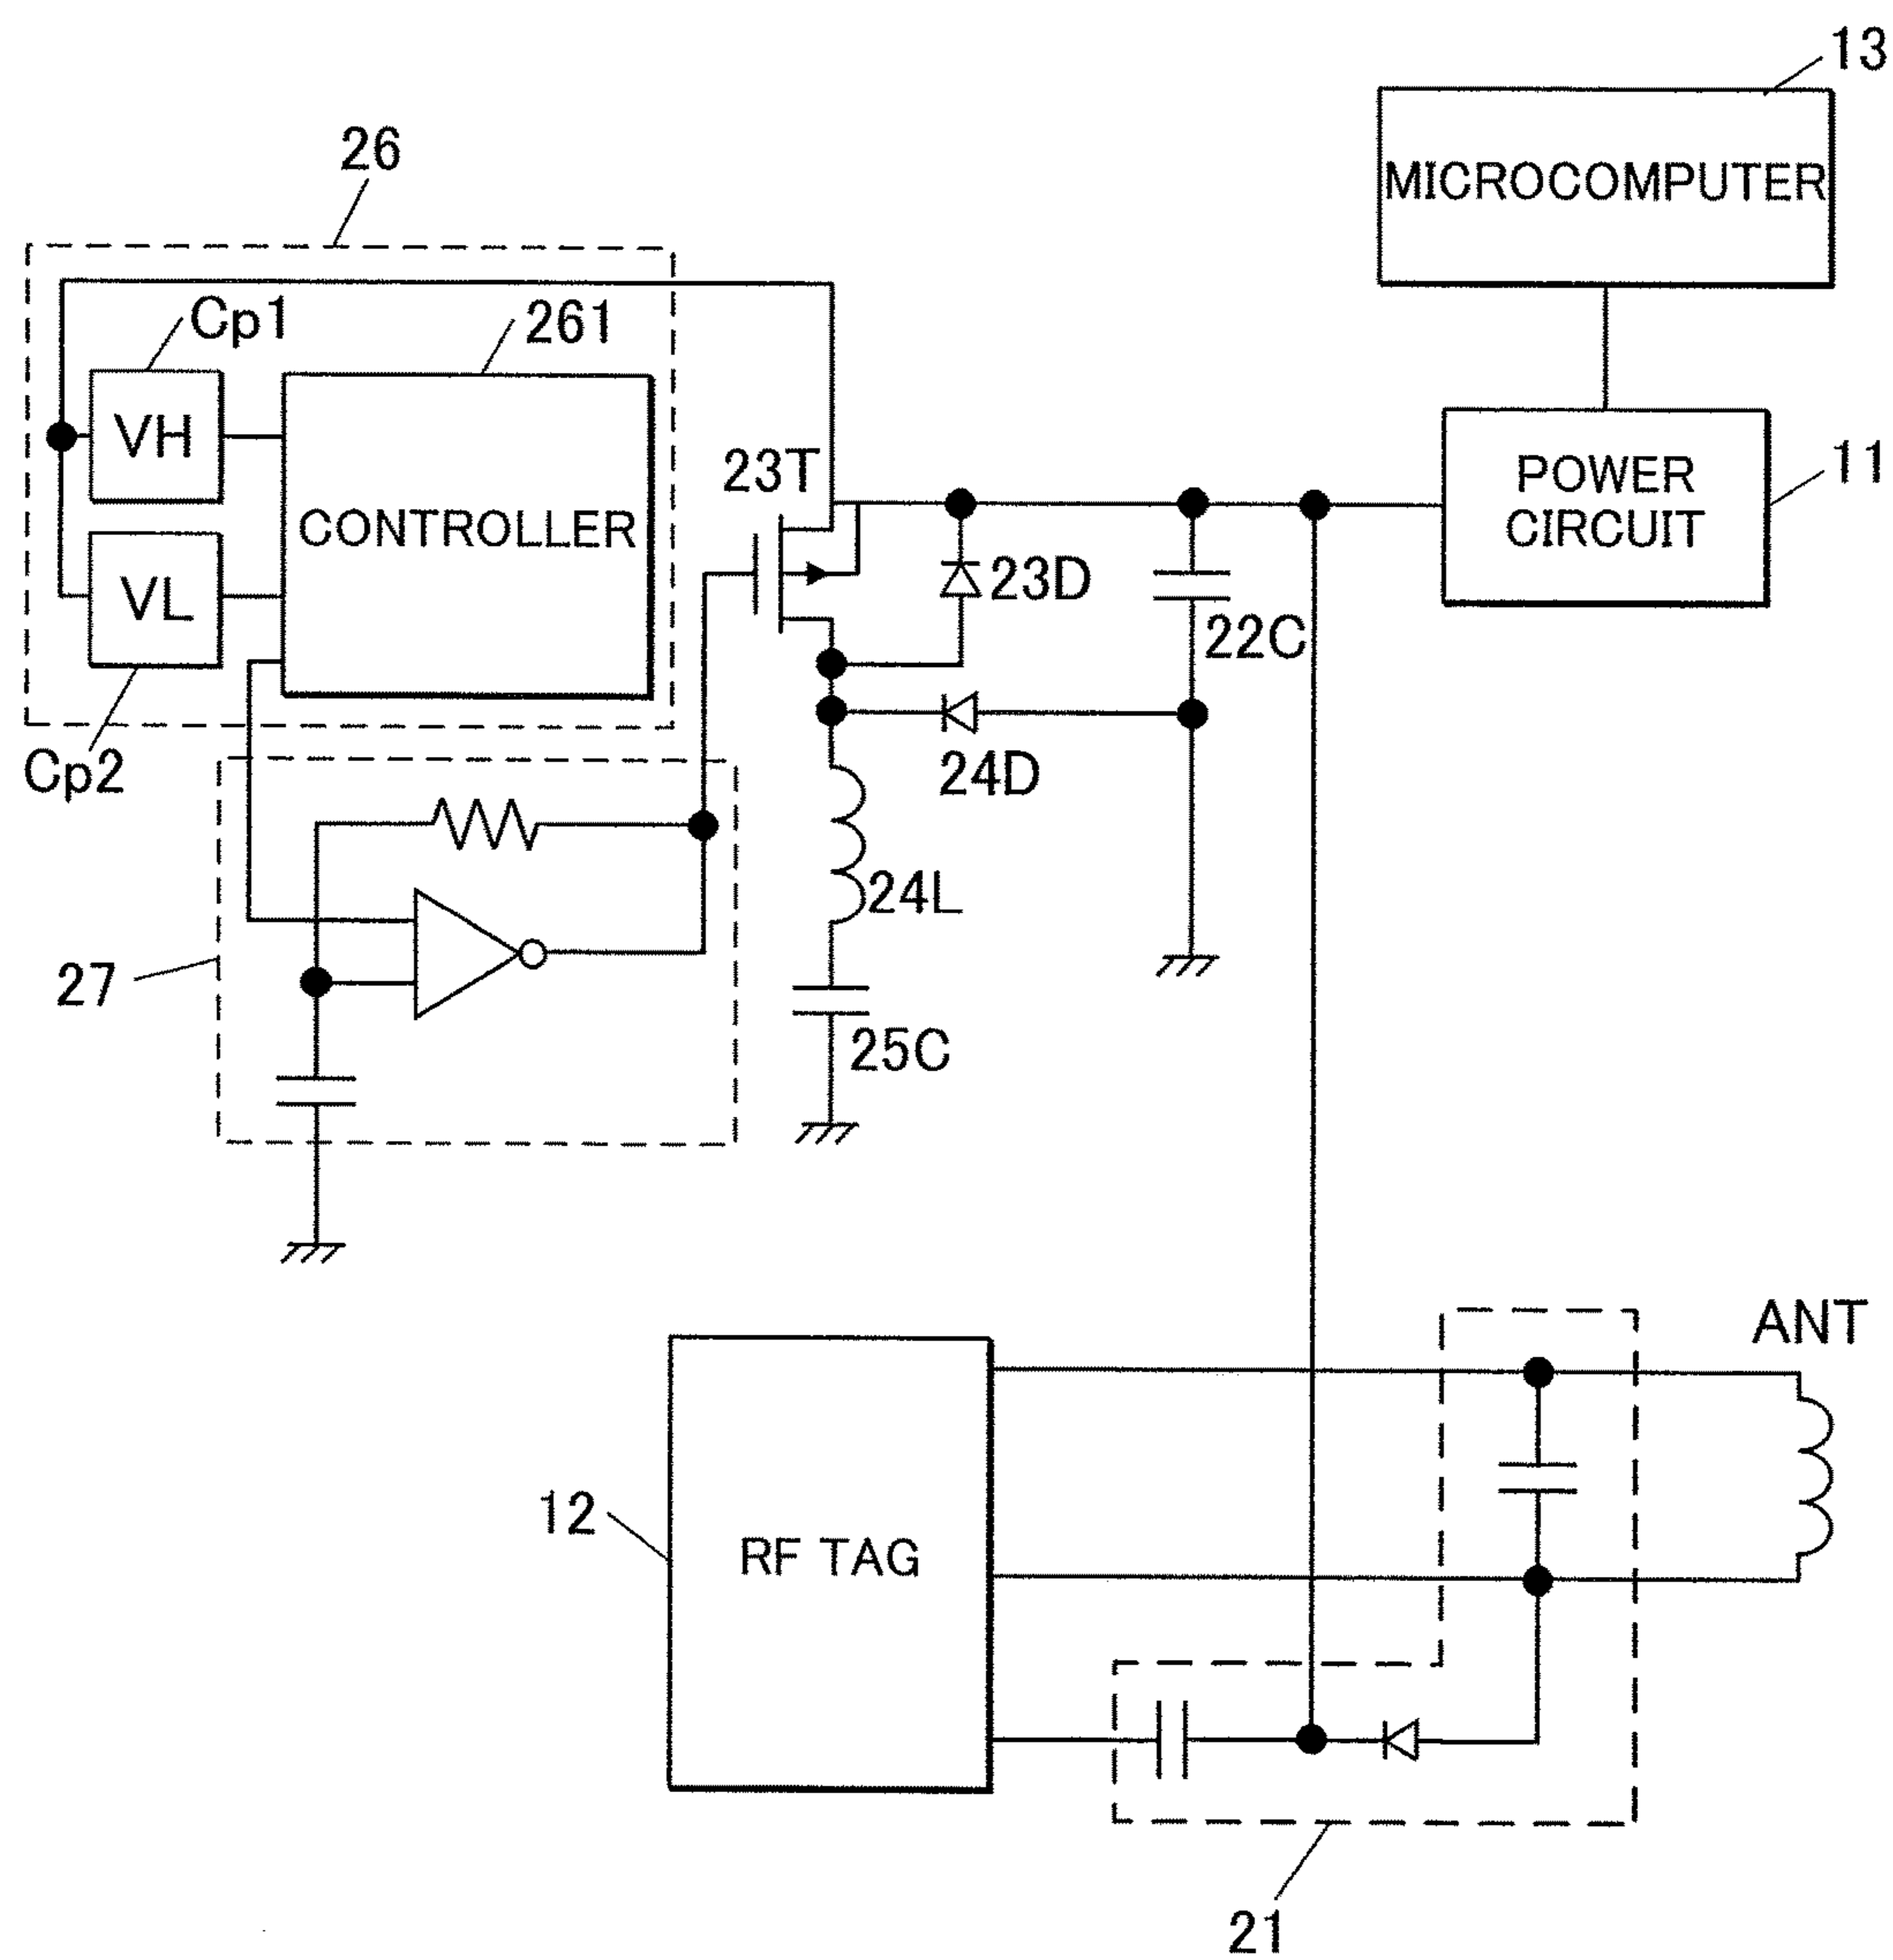 13
MICROCOMPUTER
26
Cp1
261
VH
CONTROLLER
VL
Cp2
23T
POWER
CIRCUIT
11
23D
22C
24D
24L
27
25C
ANT
12
RF TAG
21